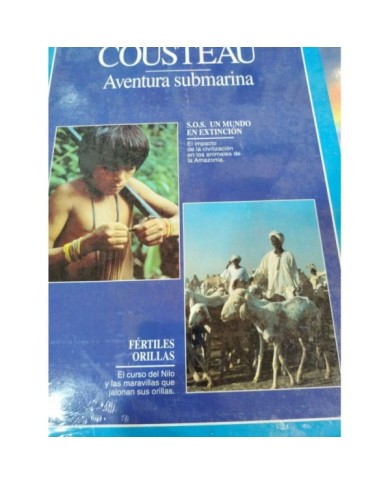 COUSTEAU
Aventura submarina
S.O.S. UN MUNDO
EN EXTINCIÓN
El impacto
de la civilización
en los animales de
la Amazonia.
FÉRTILES
ORILLAS
El curso del Nilo
y las maravillas que
jalonan sus orillas.